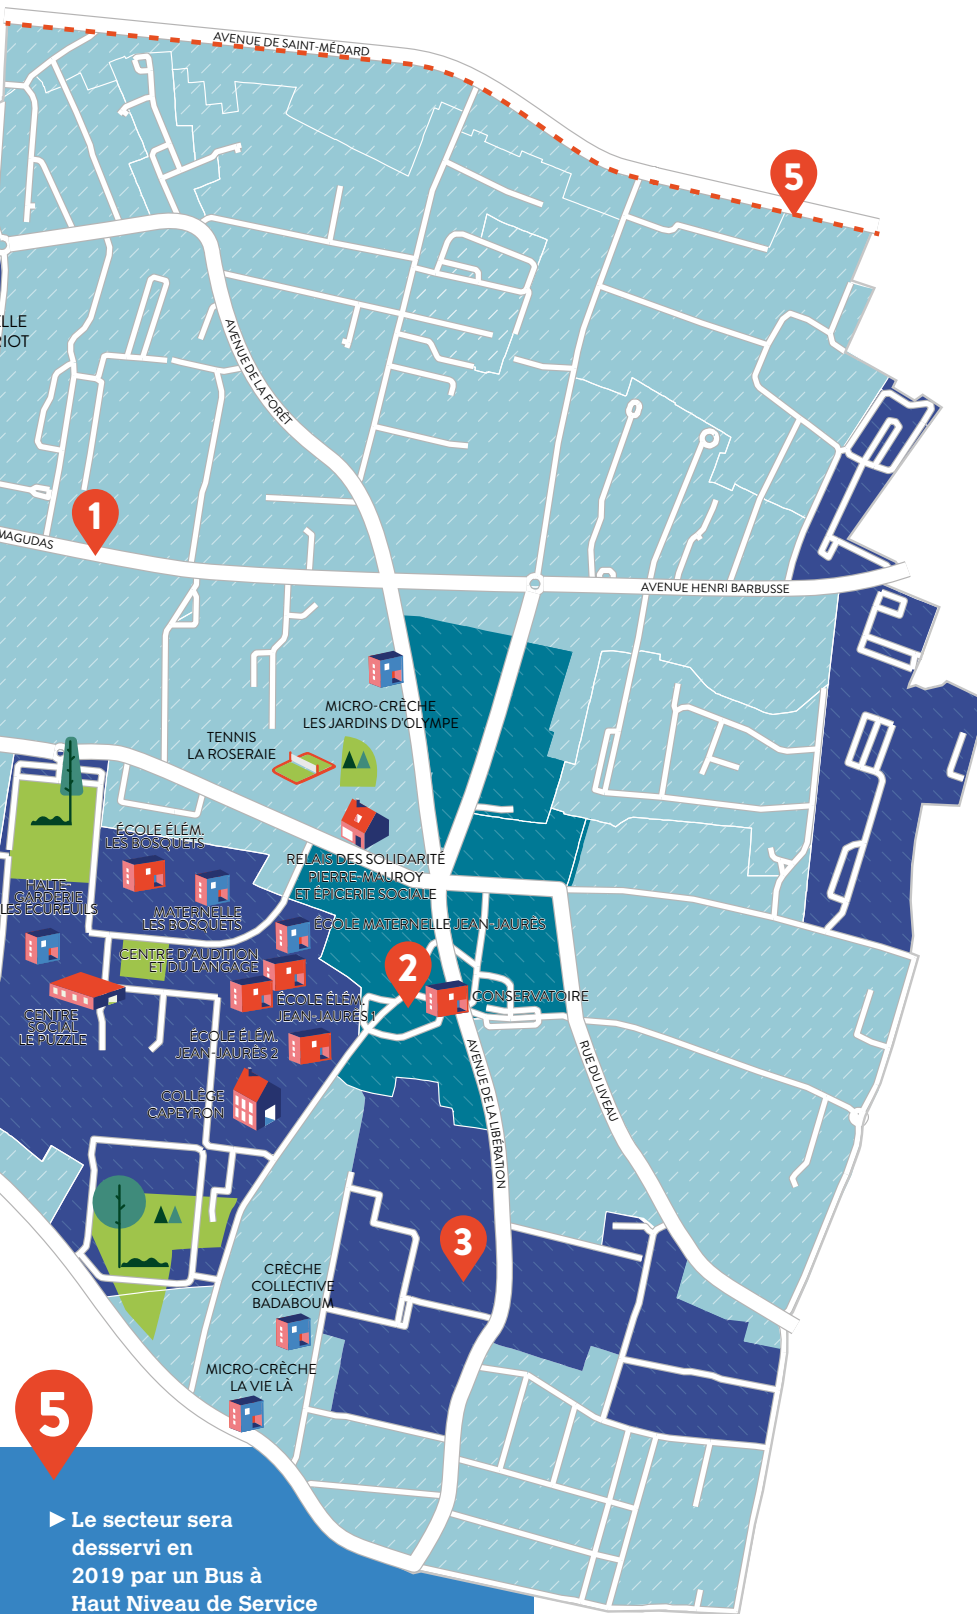 AVENUE DE SAINT-MÉDARD
5
AVENUE DE LA FORÊT
1
AVENUE HENRI BARBUSSE
MICRO-CRÈCHE
LES JARDINS D'OLYMPE
TENNIS
LA ROSERAIE
ÉCOLE ÉLÉM.
LES BOSQUETS
RELAIS DES SOLIDARITÉ
PIERRE-MAUROY
ET ÉPICERIE SOCIALE
HALTE-
GARDERIE
LES ÉCUREUILS
MATERNELLE
LES BOSQUETS
ÉCOLE MATERNELLE JEAN-JAURÈS
CENTRE D'AUDITION
ET DU LANGAGE
2
CONSERVATOIRE
ÉCOLE ÉLÉM.
JEAN-JAURÈS 1
CENTRE
SOCIAL
LE PUZZLE
ÉCOLE ÉLÉM.
JEAN-JAURÈS 2
AVENUE DE LA LIBÉRATION
RUE DU LIVEAU
COLLÈGE
CAPEYRON
3
CRÈCHE
COLLECTIVE
BADABOUM
MICRO-CRÈCHE
LA VIE LÀ
5
► Le secteur sera
desservi en
2019 par un Bus à
Haut Niveau de Service